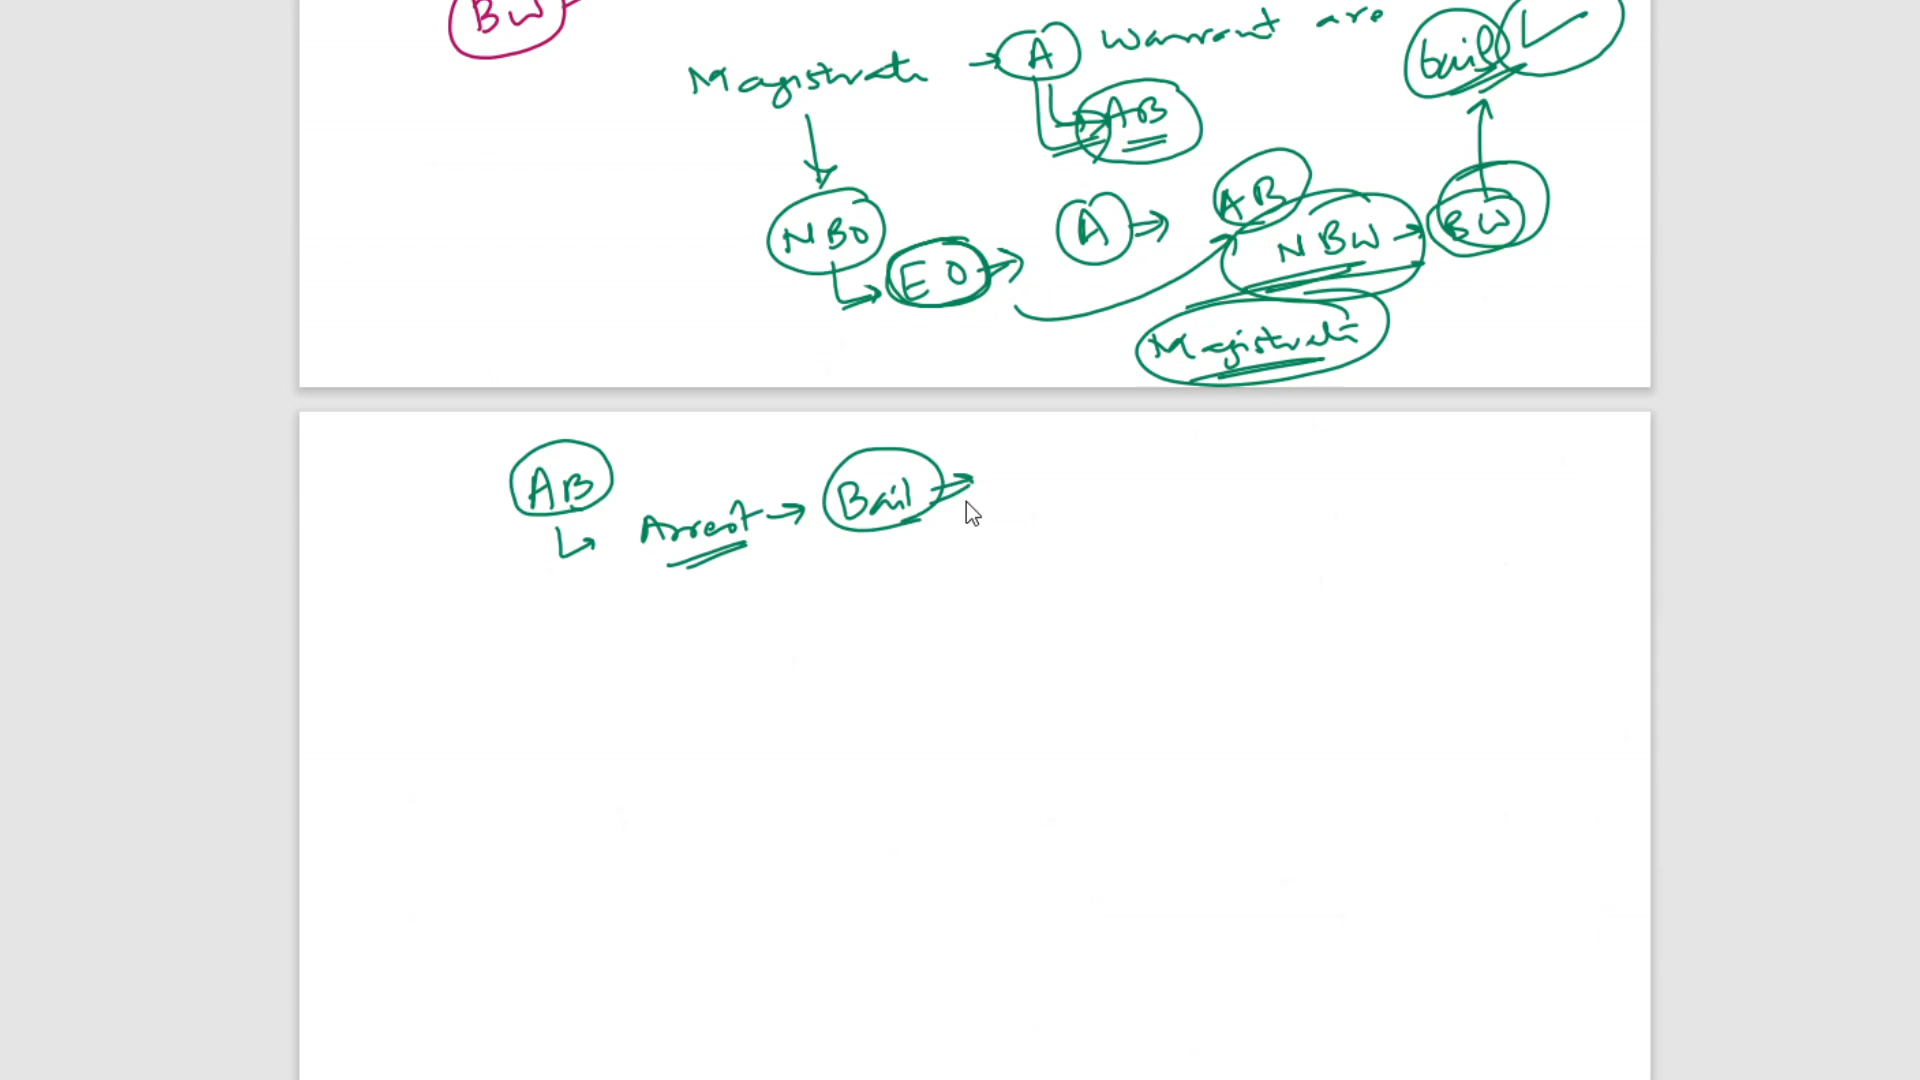 BW
Magistrate → A Warrant are bail ✓
AB
NBO A → AB NBW → BW
EO →
Magistrate
AB
Arrest → Bail →